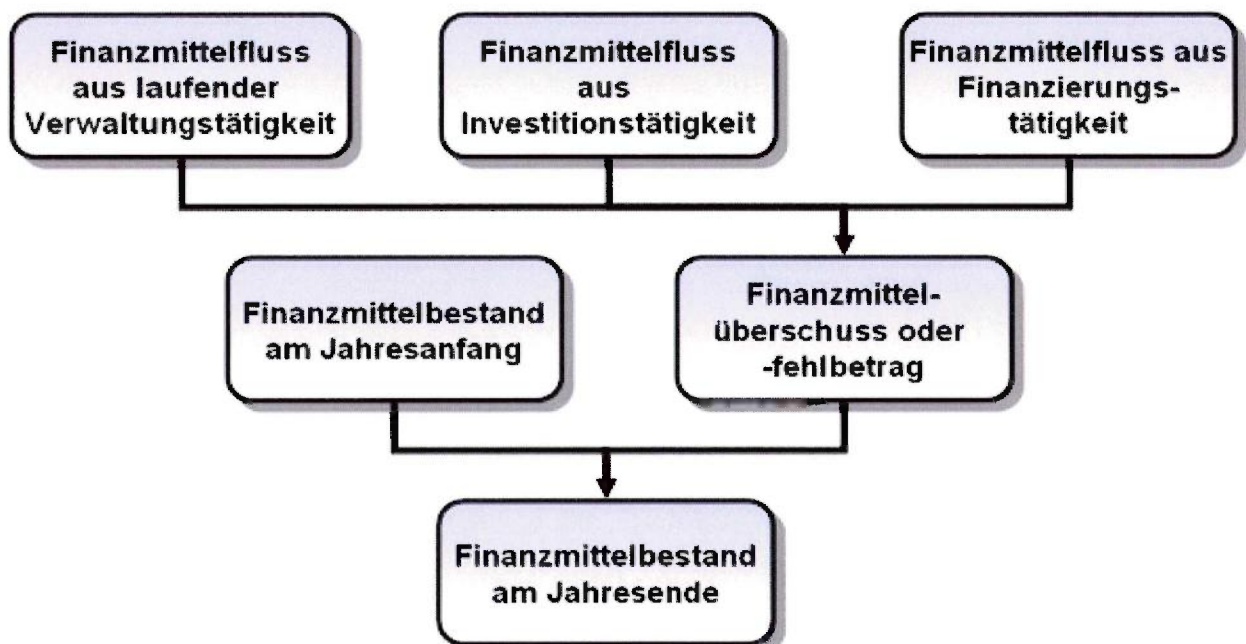 Finanzmittelfluss
aus laufender
Verwaltungstätigkeit
Finanzmittelfluss
aus
Investitionstätigkeit
Finanzmittelfluss aus
Finanzierungs-
tätigkeit
Finanzmittelbestand
am Jahresanfang
Finanzmittel-
überschuss oder
-fehlbetrag
Finanzmittelbestand
am Jahresende